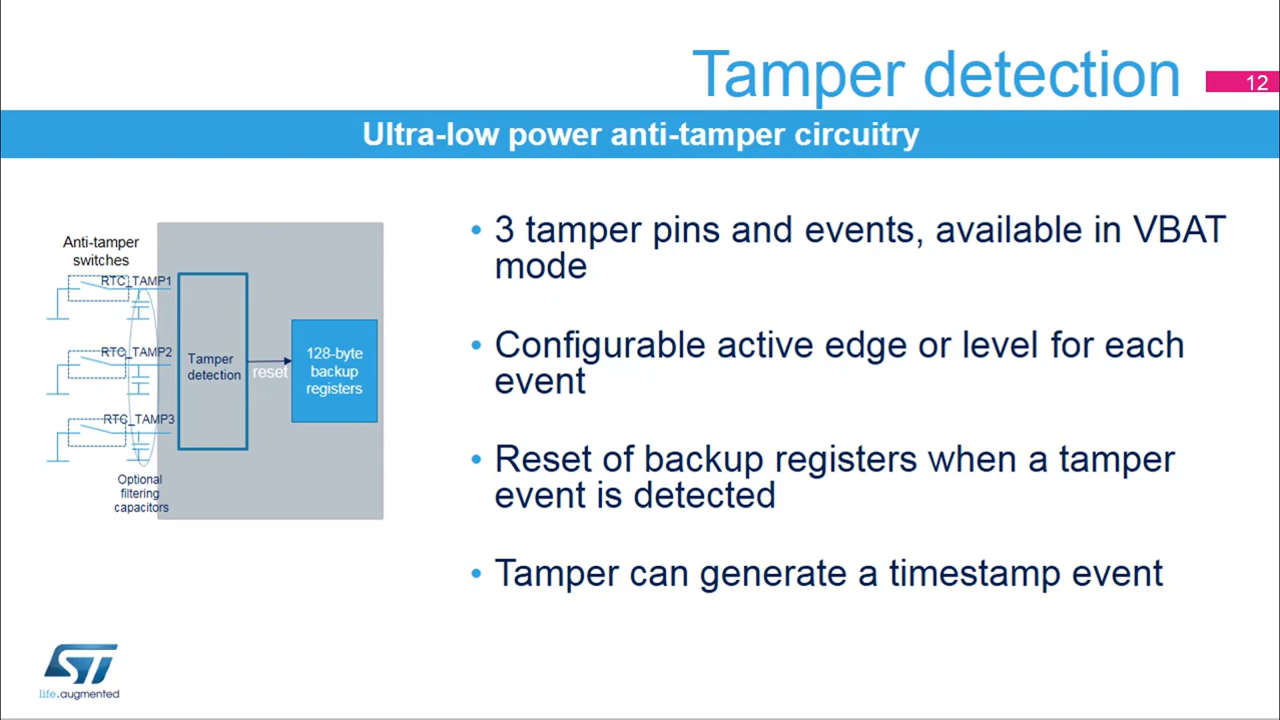 Tamper detection
12
Ultra-low power anti-tamper circuitry
Anti-tamper
switches
RTC_TAMP1
RTC_TAMP2
RTC_TAMP3
Tamper
detection
reset
128-byte
backup
registers
Optional
filtering
capacitors
• 3 tamper pins and events, available in VBAT
mode
• Configurable active edge or level for each
event
• Reset of backup registers when a tamper
event is detected
• Tamper can generate a timestamp event
ST
life.augmented